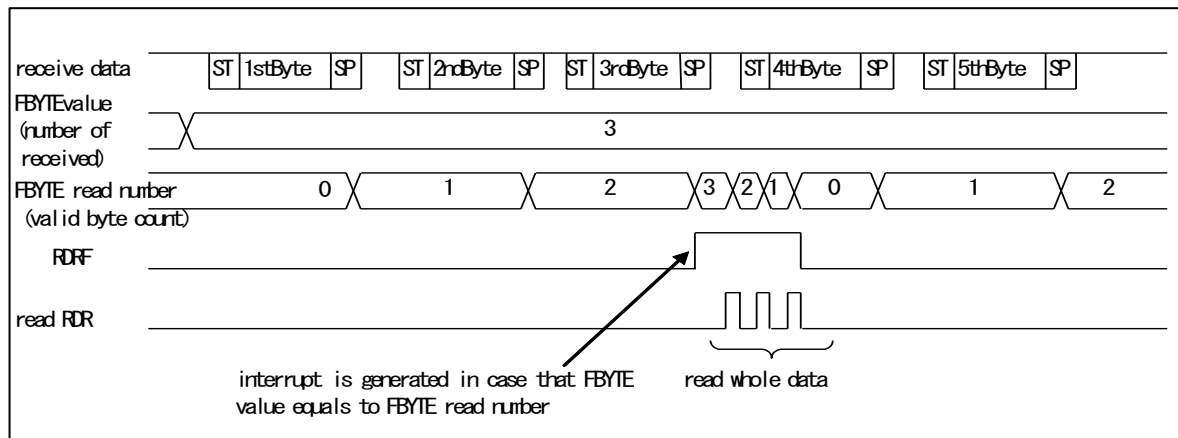 receive data ST 1stByte SP ST 2ndByte SP ST 3rdByte SP ST 4thByte SP ST 5thByte SP
FBYTEvalue
(number of
received)
3
FBYTE read number
(valid byte count)
0 1 2 3 2 1 0 1 2
RDRF
read RDR
interrupt is generated in case that FBYTE
value equals to FBYTE read number
read whole data